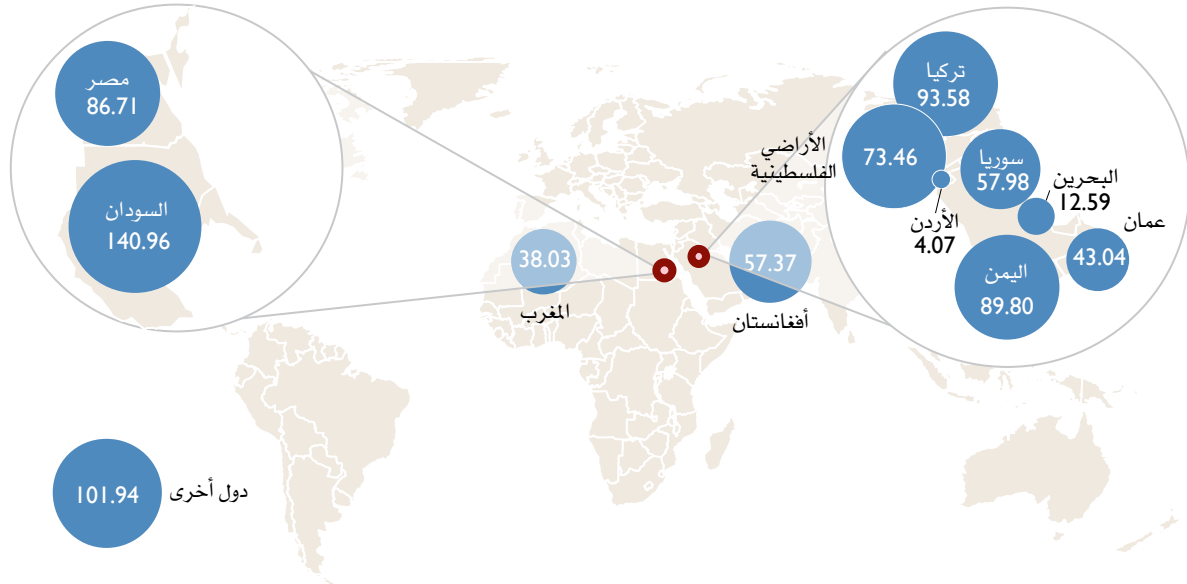 مصر
86.71
السودان
140.96
تركيا
93.58
الأراضي
الفلسطينية
73.46
سوريا
57.98
البحرين
12.59
الأردن
4.07
عمان
43.04
اليمن
89.80
38.03
المغرب
57.37
أفغانستان
101.94
دول أخرى